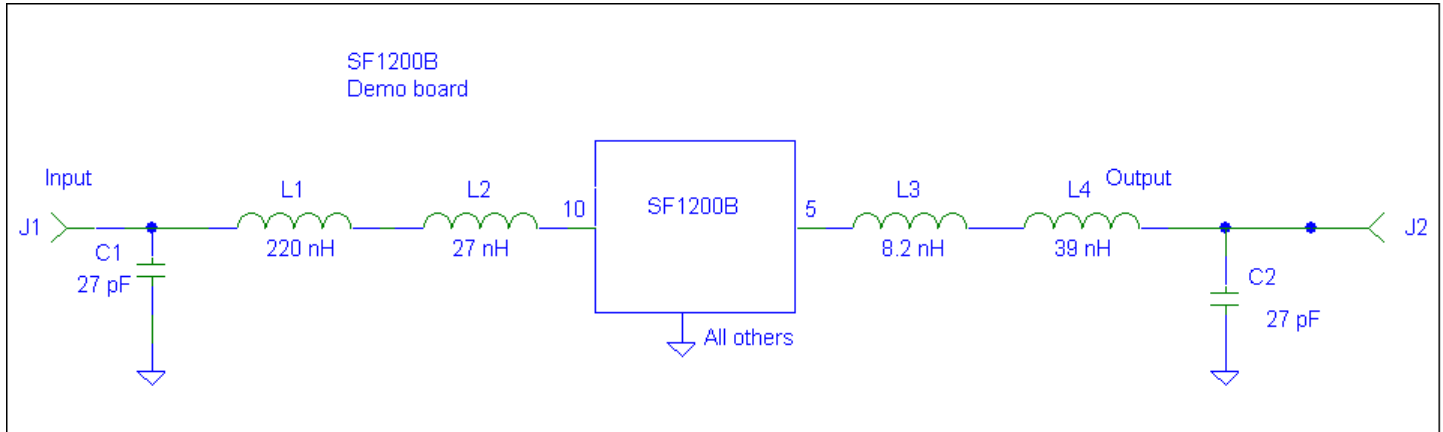 SF1200B
Demo board
Input
L1
L2
10
SF1200B
5
L3
L4
Output
J1
C1
27 pF
220 nH
27 nH
8.2 nH
39 nH
J2
C2
27 pF
All others